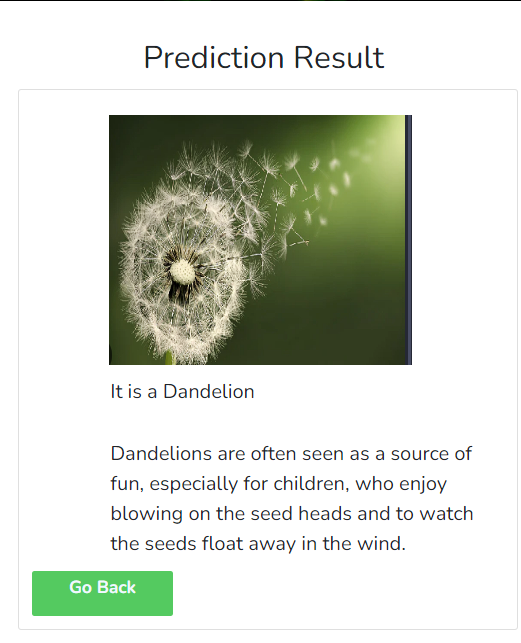 Prediction Result
It is a Dandelion
Dandelions are often seen as a source of
fun, especially for children, who enjoy
blowing on the seed heads and to watch
the seeds float away in the wind.
Go Back